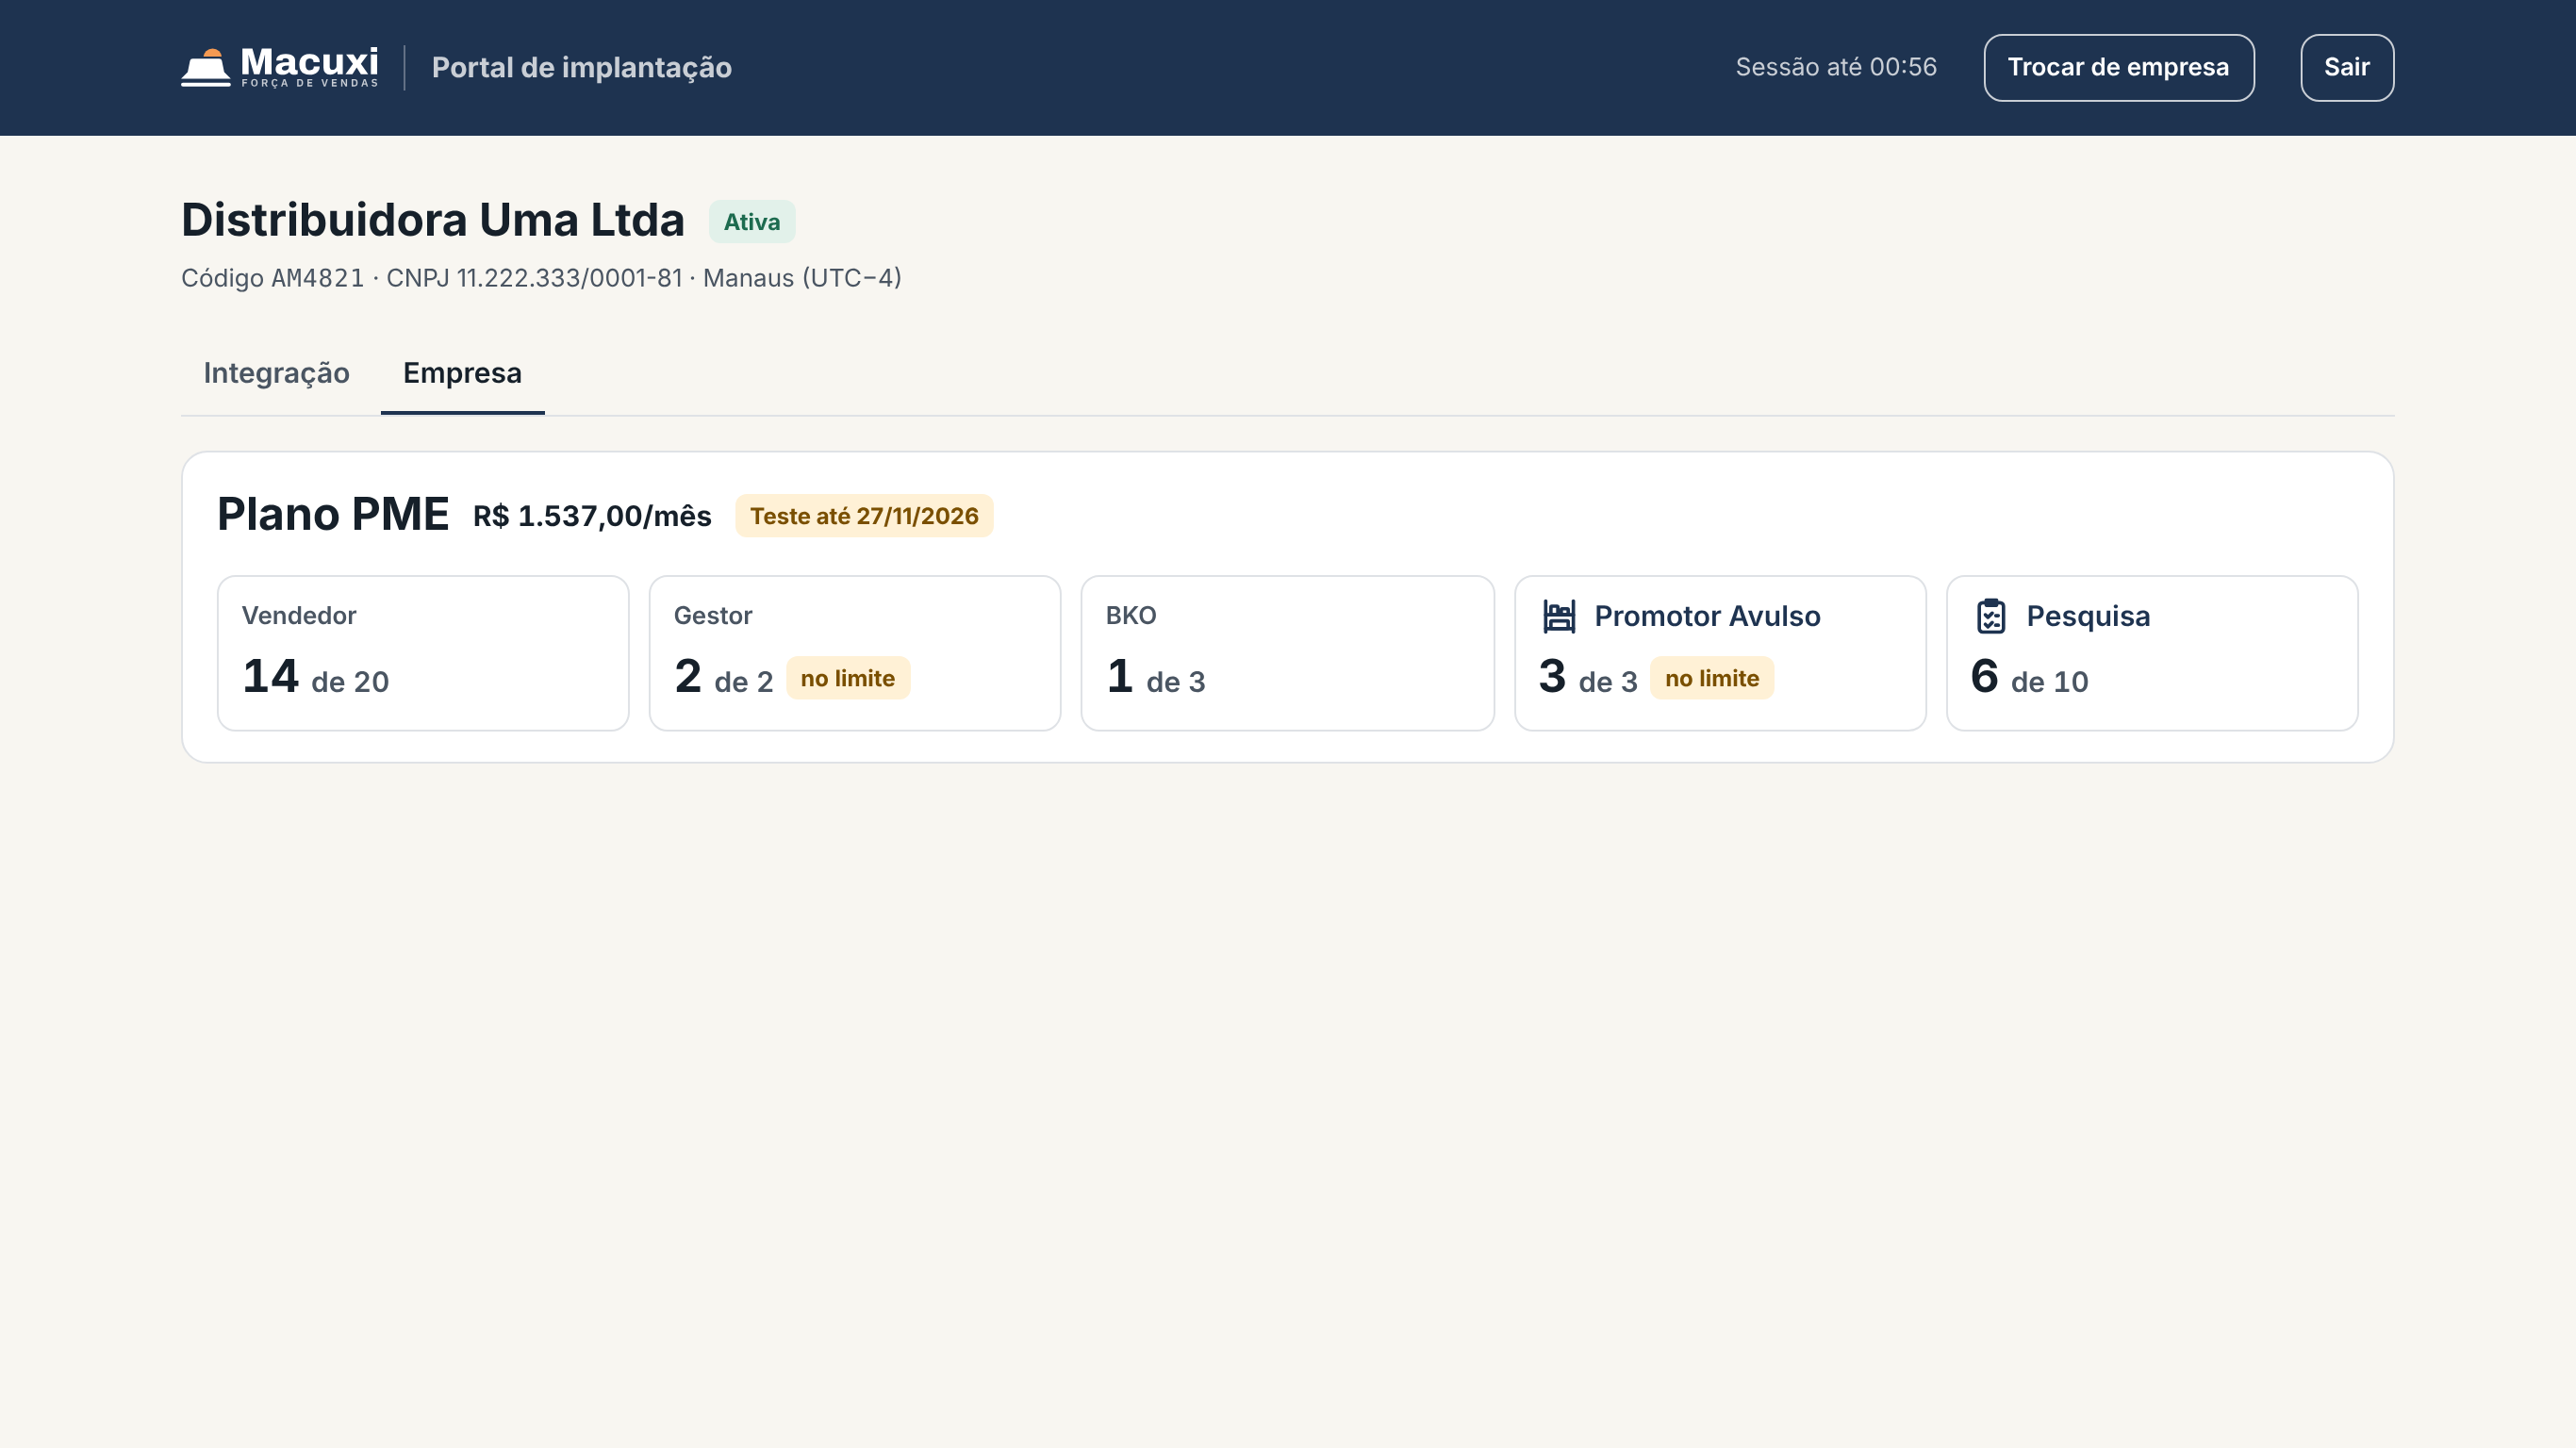 Macuxi
FORÇA DE VENDAS
Portal de implantação
Sessão até 00:56
Trocar de empresa
Sair
Distribuidora Uma Ltda
Ativa
Código AM4821 · CNPJ 11.222.333/0001-81 · Manaus (UTC−4)
Integração
Empresa
Plano PME R$ 1.537,00/mês Teste até 27/11/2026
Vendedor
14 de 20
Gestor
2 de 2 no limite
BKO
1 de 3
Promotor Avulso
3 de 3 no limite
Pesquisa
6 de 10